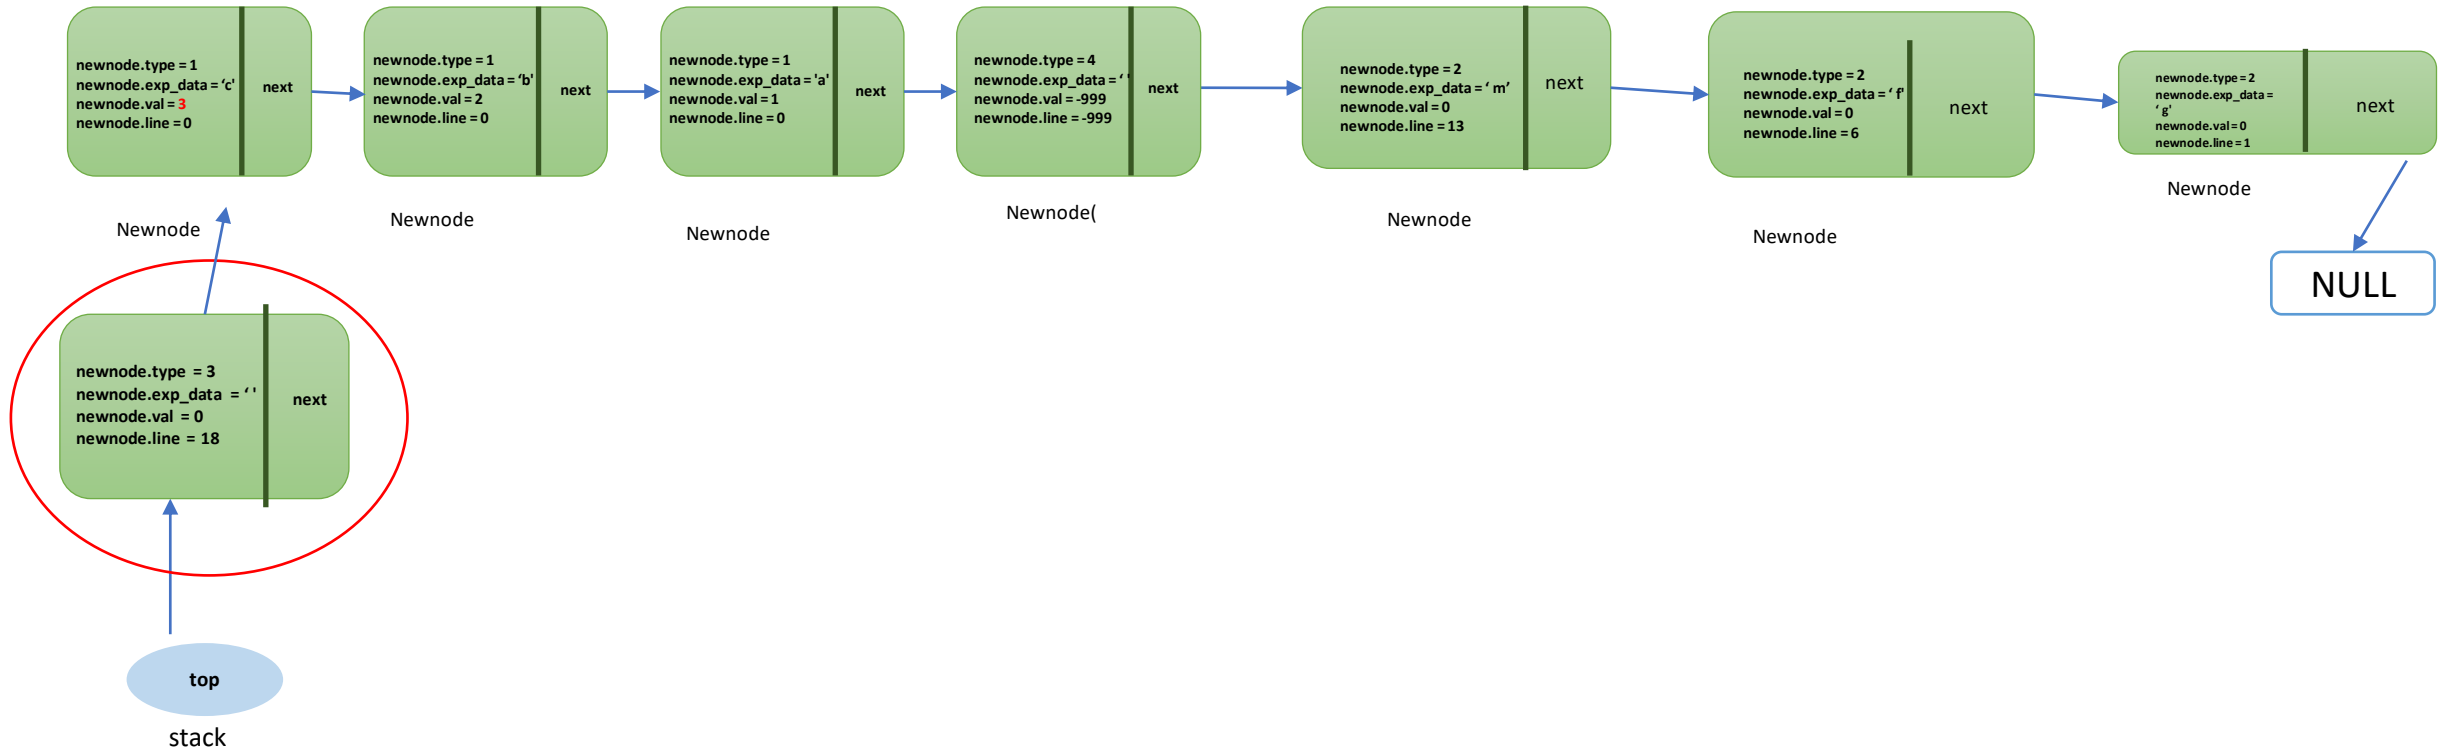 newnode.type = 1
newnode.exp_data = ‘c'
newnode.val = 3
newnode.line = 0
next
newnode.type = 1
newnode.exp_data = ‘b'
newnode.val = 2
newnode.line = 0
next
newnode.type = 1
newnode.exp_data = 'a'
newnode.val = 1
newnode.line = 0
next
newnode.type = 4
newnode.exp_data = ‘ '
newnode.val = -999
newnode.line = -999
next
newnode.type = 2
newnode.exp_data = ‘ m’
newnode.val = 0
newnode.line = 13
next
newnode.type = 2
newnode.exp_data = ‘ f'
newnode.val = 0
newnode.line = 6
next
newnode.type = 2
newnode.exp_data =
‘ g'
newnode.val = 0
newnode.line = 1
next
Newnode
Newnode
Newnode
Newnode(
Newnode
Newnode
Newnode
NULL
newnode.type = 3
newnode.exp_data = ‘ '
newnode.val = 0
newnode.line = 18
next
top
stack